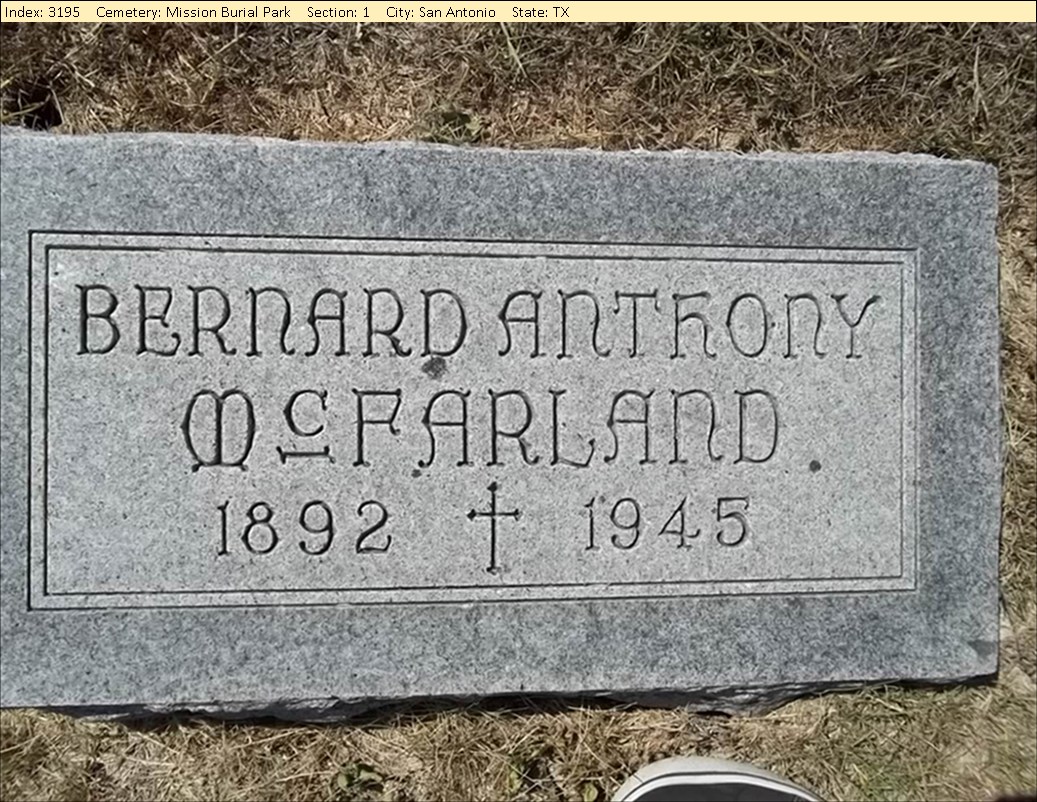 Index: 3195 Cemetery: Mission Burial Park Section: 1 City: San Antonio State: TX
BERNARD ANTHONY
McFARLAND
1892 1945